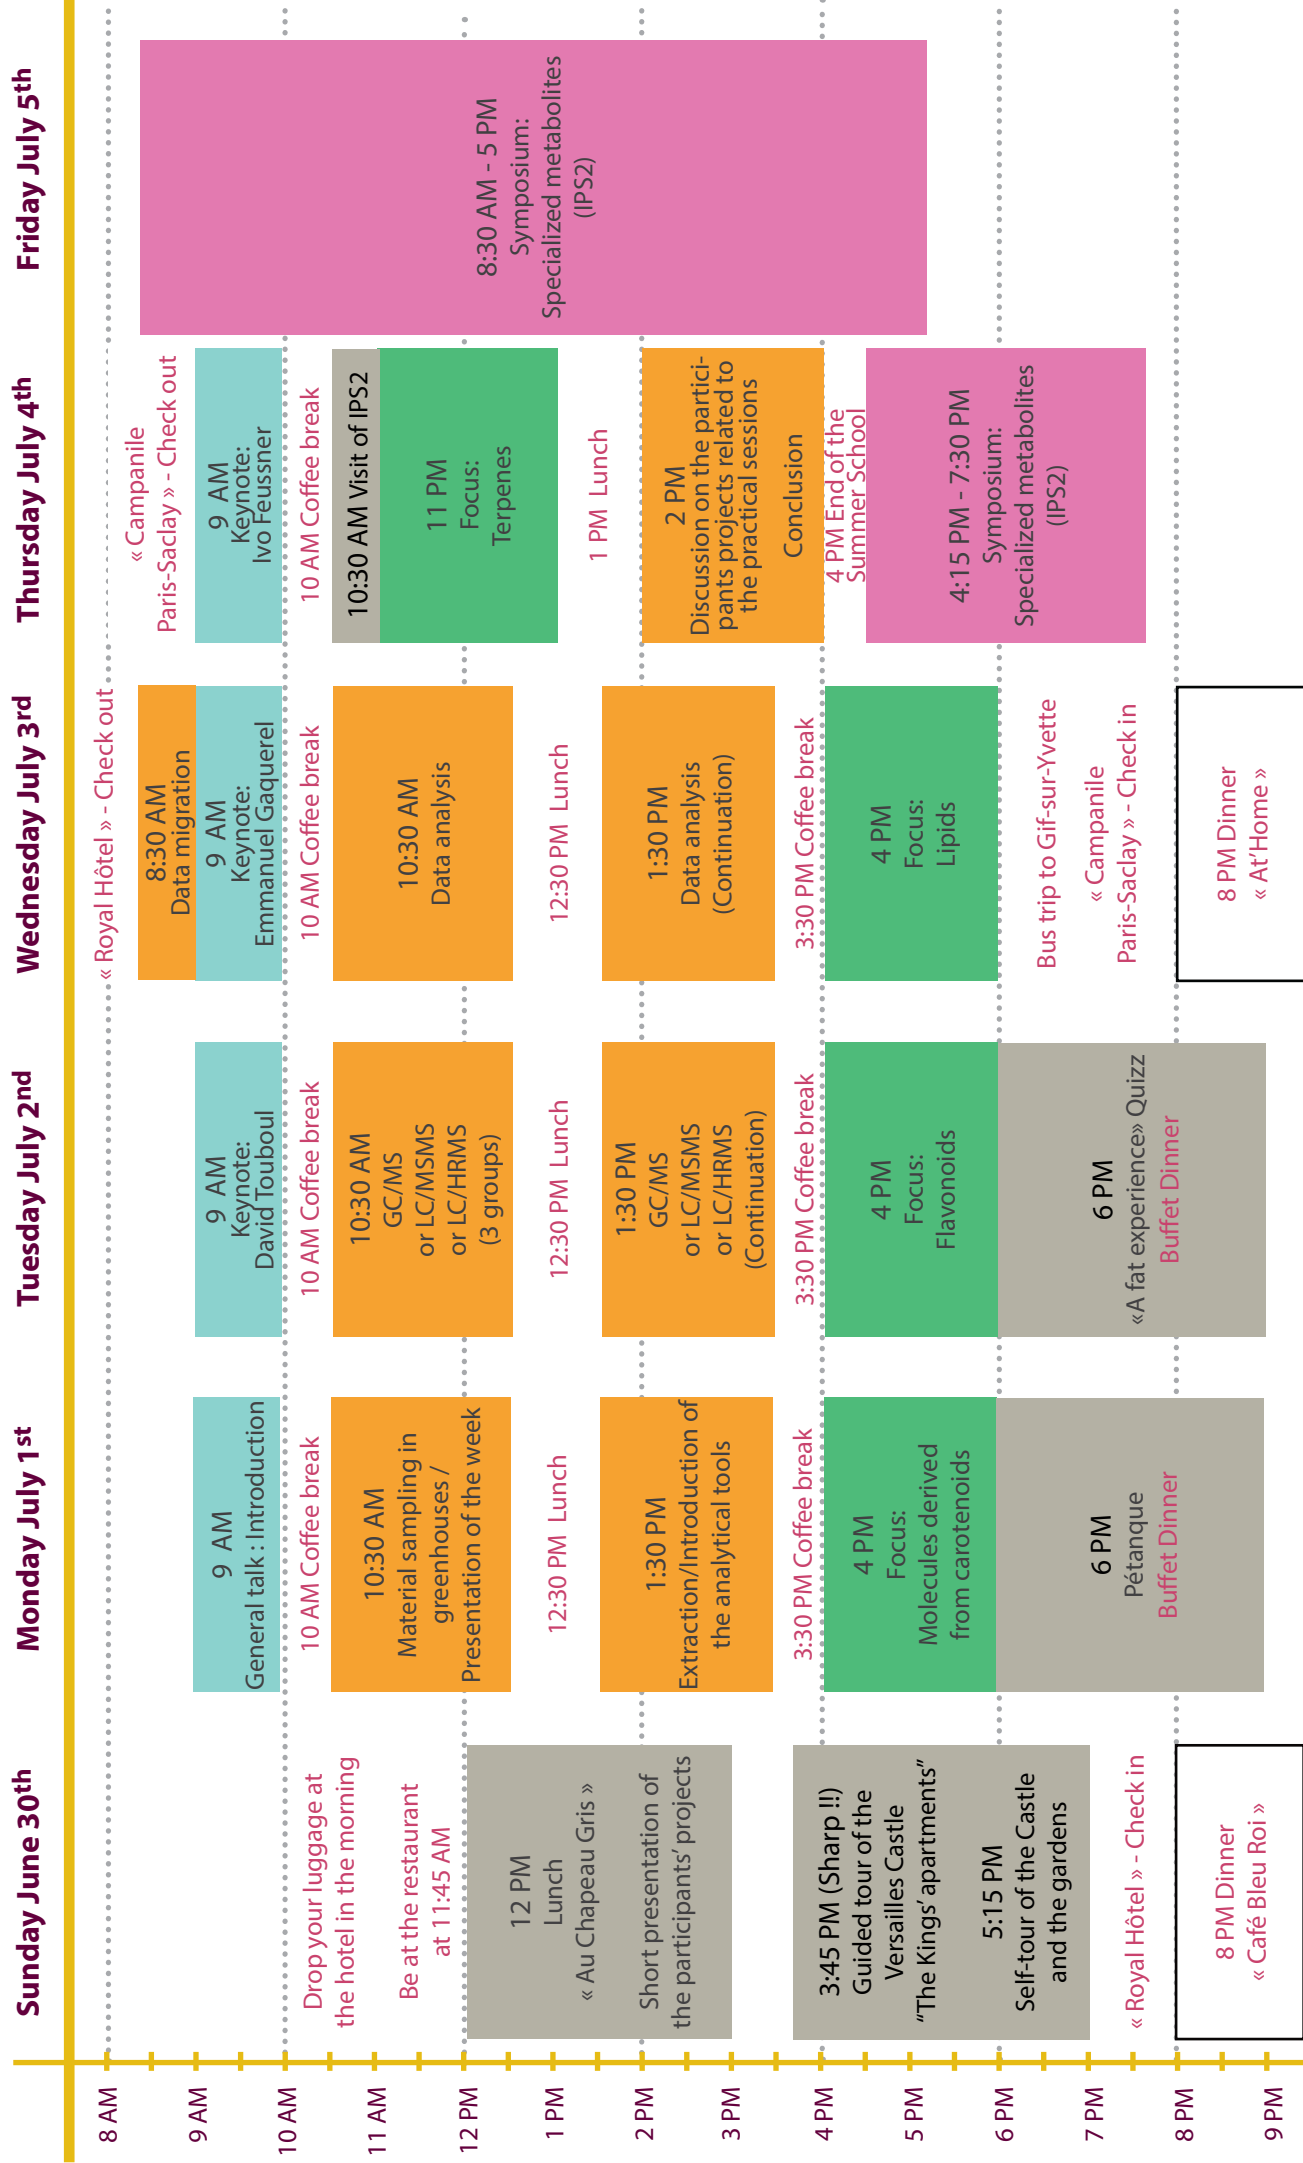 Sunday June 30th
Monday July 1st
Tuesday July 2nd
Wednesday July 3rd
Thursday July 4th
Friday July 5th
8 AM
9 AM
10 AM
11 AM
12 PM
1 PM
2 PM
3 PM
4 PM
5 PM
6 PM
7 PM
8 PM
9 PM
Drop your luggage at
the hotel in the morning
Be at the restaurant
at 11:45 AM
12 PM
Lunch
« Au Chapeau Gris »
Short presentation of
the participants’ projects
3:45 PM (Sharp !!)
Guided tour of the
Versailles Castle
“The Kings’ apartments”
5:15 PM
Self-tour of the Castle
and the gardens
« Royal Hôtel » - Check in
8 PM Dinner
« Café Bleu Roi »
9 AM
General talk : Introduction
10 AM Coffee break
10:30 AM
Material sampling in
greenhouses /
Presentation of the week
12:30 PM Lunch
1:30 PM
Extraction/Introduction of
the analytical tools
3:30 PM Coffee break
4 PM
Focus:
Molecules derived
from carotenoids
6 PM
Pétanque
Buffet Dinner
9 AM
Keynote:
David Touboul
10 AM Coffee break
10:30 AM
GC/MS
or LC/MSMS
or LC/HRMS
(3 groups)
12:30 PM Lunch
1:30 PM
GC/MS
or LC/MSMS
or LC/HRMS
(Continuation)
3:30 PM Coffee break
4 PM
Focus:
Flavonoids
6 PM
«A fat experience» Quizz
Buffet Dinner
« Royal Hôtel » - Check out
8:30 AM
Data migration
9 AM
Keynote:
Emmanuel Gaquerel
10 AM Coffee break
10:30 AM
Data analysis
12:30 PM Lunch
1:30 PM
Data analysis
(Continuation)
3:30 PM Coffee break
4 PM
Focus:
Lipids
Bus trip to Gif-sur-Yvette
« Campanile
Paris-Saclay » - Check in
8 PM Dinner
« At’Home »
« Campanile
Paris-Saclay » - Check out
9 AM
Keynote:
Ivo Feussner
10 AM Coffee break
10:30 AM Visit of IPS2
11 PM
Focus:
Terpenes
1 PM Lunch
2 PM
Discussion on the partici-
pants projects related to
the practical sessions
Conclusion
4 PM End of the
Summer School
4:15 PM - 7:30 PM
Symposium:
Specialized metabolites
(IPS2)
8:30 AM - 5 PM
Symposium:
Specialized metabolites
(IPS2)